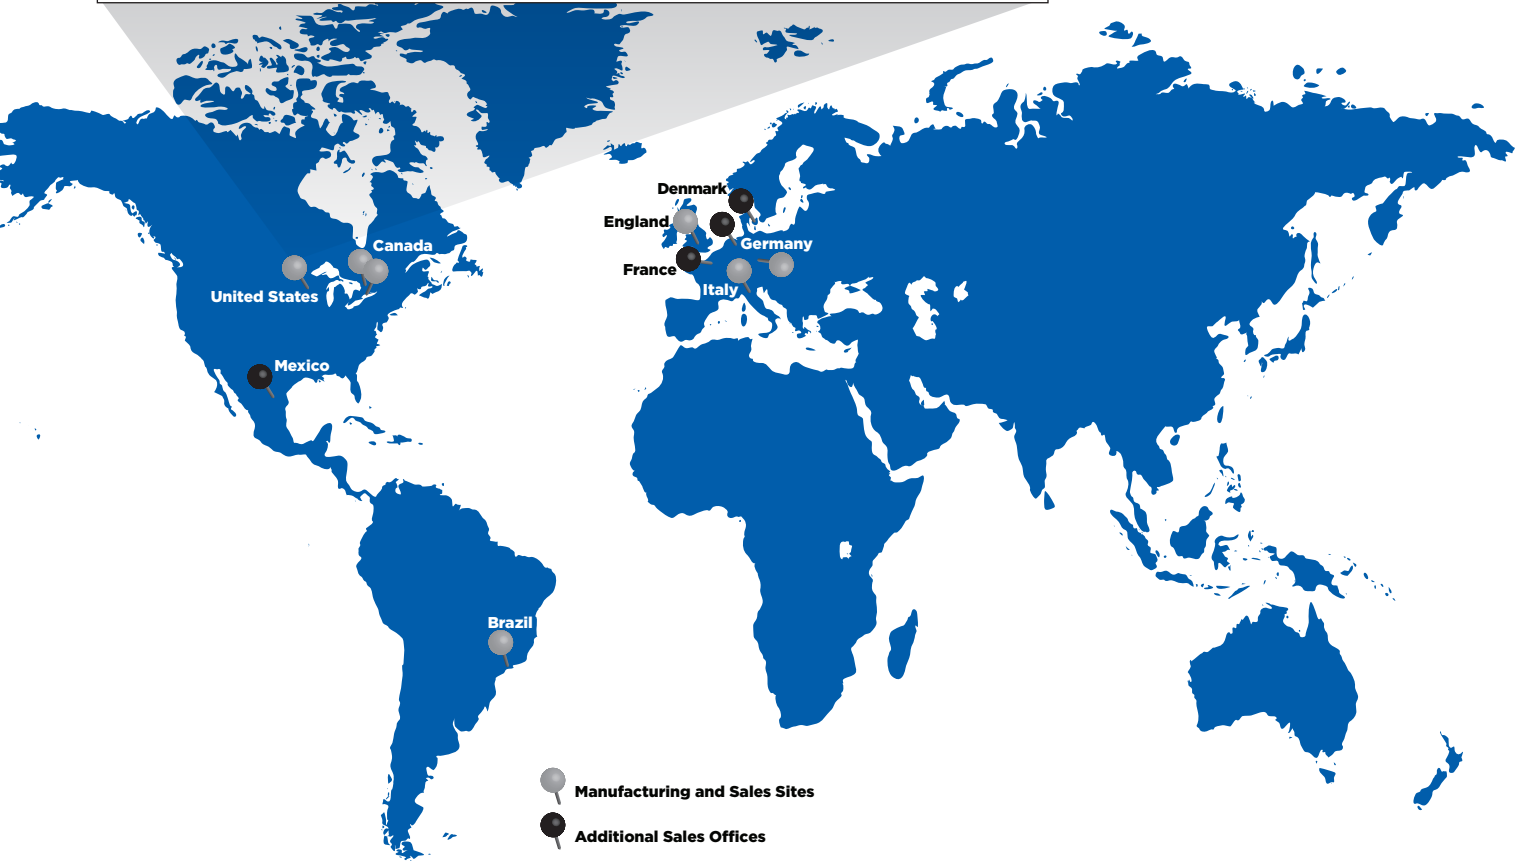 Denmark
England
Canada
Germany
France
United States
Italy
Mexico
Brazil
Manufacturing and Sales Sites
Additional Sales Offices